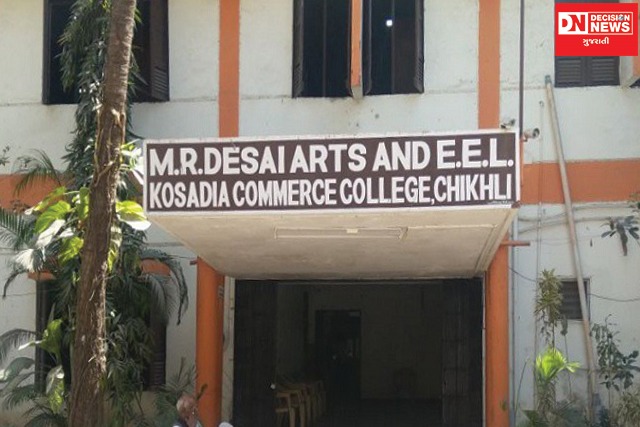 DN DECISION
NEWS
ગુજરાતી
M.R.DESAI ARTS AND E.E.L.
KOSADIA COMMERCE COLLEGE,CHIKHLI